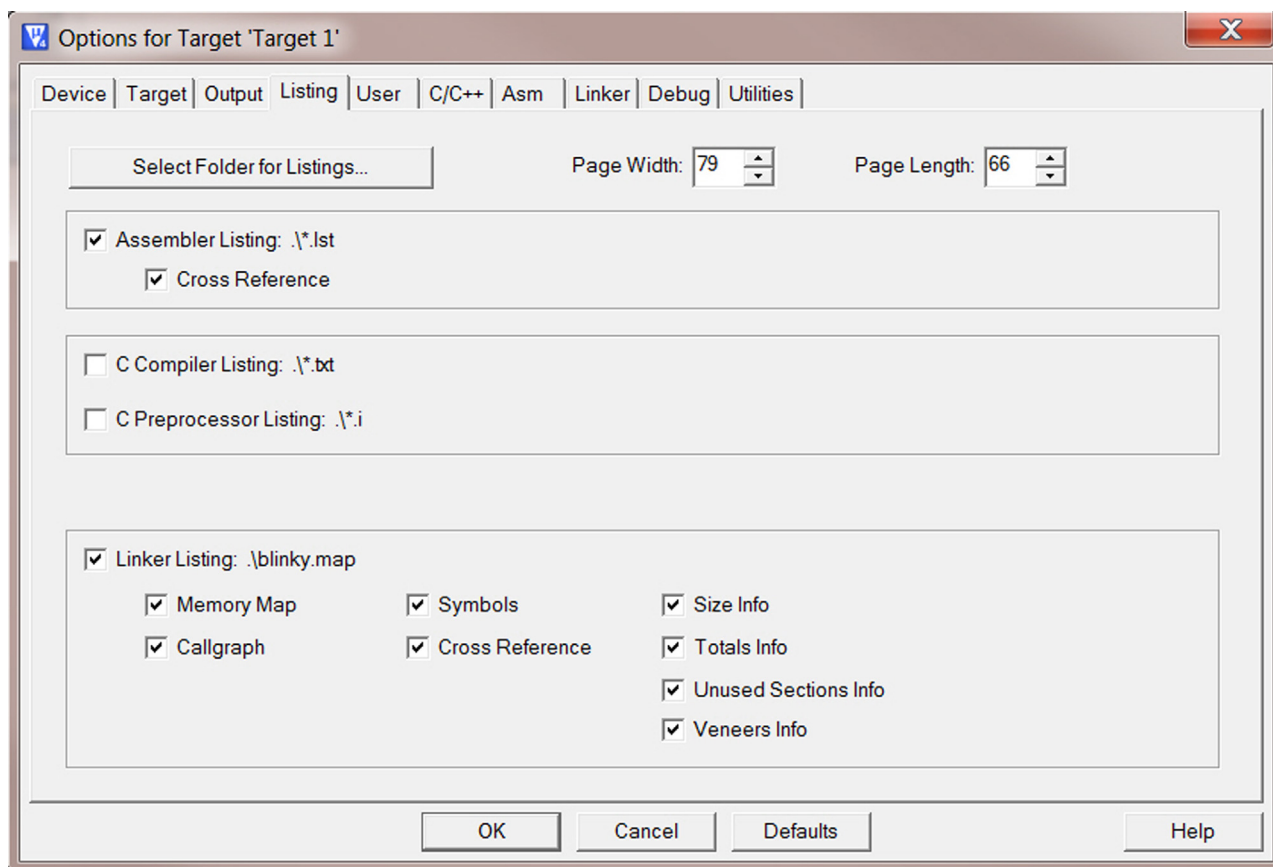 Options for Target 'Target 1'
Device Target Output Listing User C/C++ Asm Linker Debug Utilities
Select Folder for Listings... Page Width: 79 Page Length: 66
Assembler Listing: .\*.lst
Cross Reference
C Compiler Listing: .\*.txt
C Preprocessor Listing: .\*.i
Linker Listing: .\blinky.map
Memory Map Symbols Size Info
Callgraph Cross Reference Totals Info
Unused Sections Info
Veneers Info
OK Cancel Defaults Help